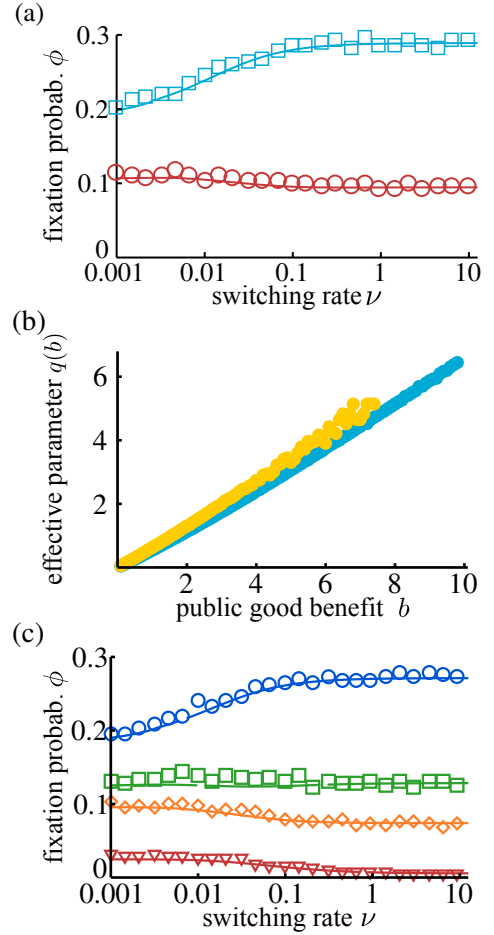 (a)
fixation probab. ϕ
0.3
0.2
0.1
0
0.001 0.01 0.1 1 10
switching rate ν
(b)
effective parameter q(b)
6
4
2
2 4 6 8 10
public good benefit b
(c)
fixation probab. ϕ
0.3
0.2
0.1
0
0.001 0.01 0.1 1 10
switching rate ν